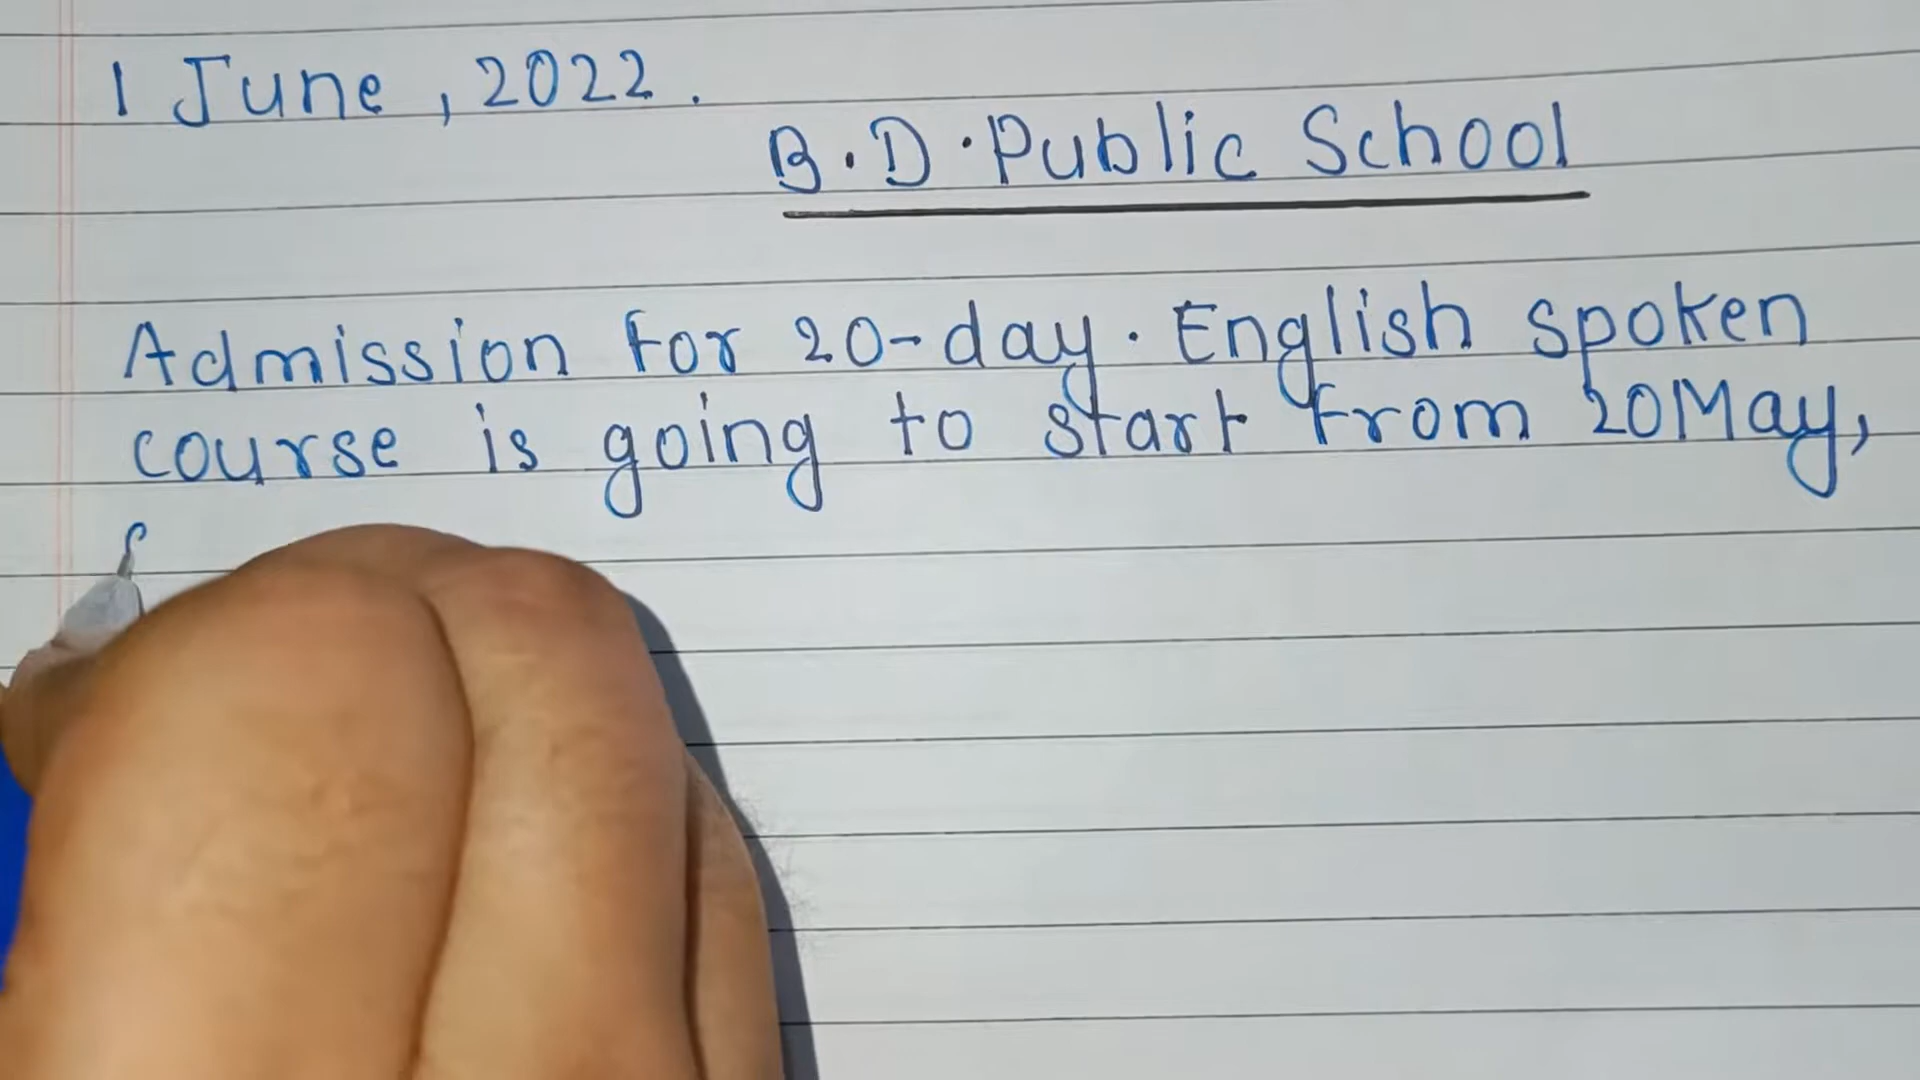 1 June, 2022.
B.D.Public School
Admission for 20-day. English spoken
course is going to start from 20May,